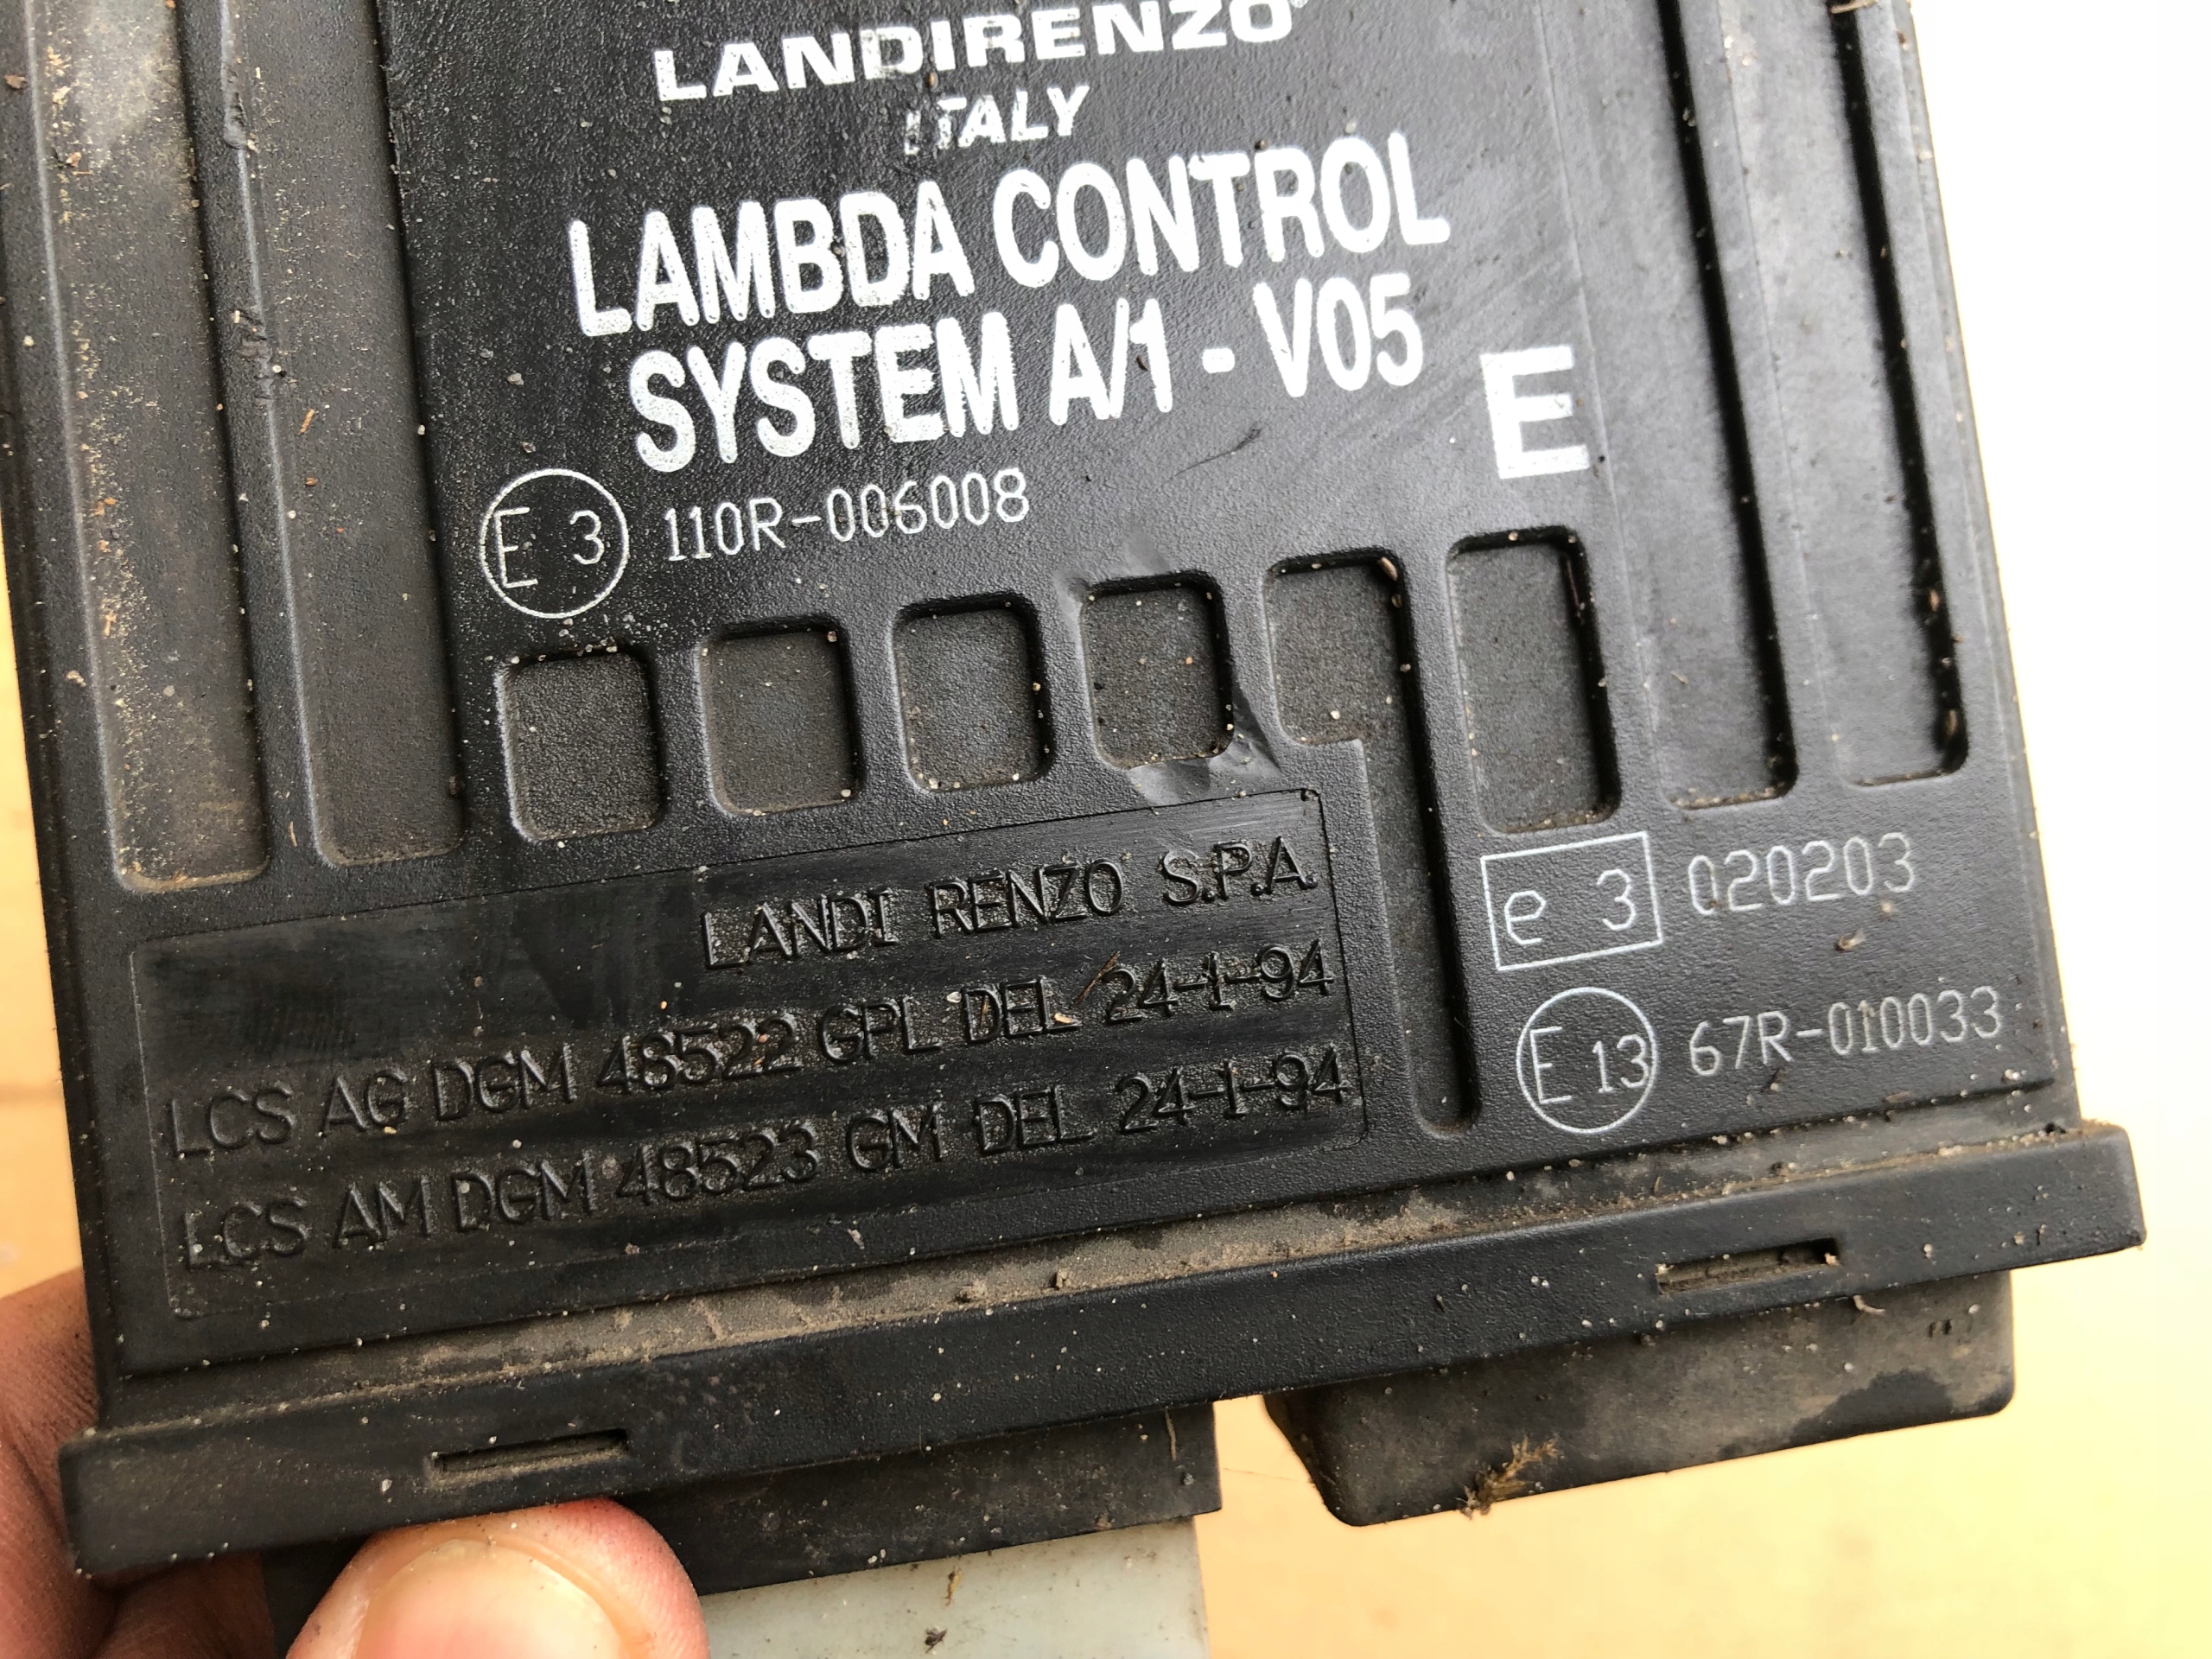 LANDIRENZO
ITALY
LAMBDA CONTROL
SYSTEM A/1 - V05
E
E 3 110R-006008
LANDI RENZO S.P.A.
LCS AG DGM 48522 GPL DEL 24-1-94
LCS AM DGM 48523 GM DEL 24-1-94
e 3 020203
E 13 67R-010033